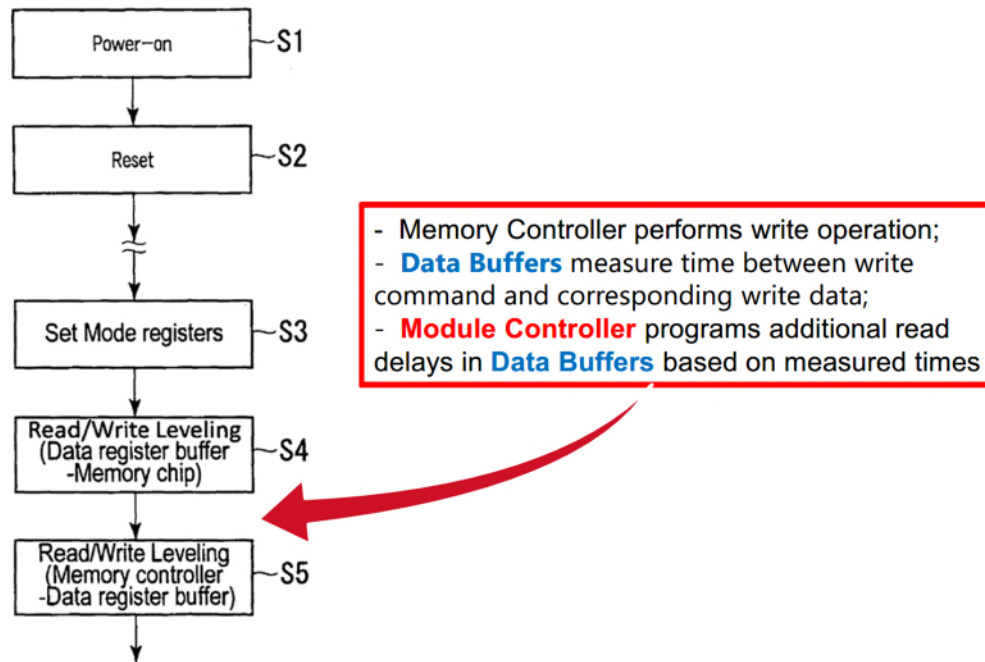 Power-on
S1
Reset
S2
Set Mode registers
S3
Read/Write Leveling
(Data register buffer
-Memory chip)
S4
Read/Write Leveling
(Memory controller
-Data register buffer)
S5
- Memory Controller performs write operation;
- Data Buffers measure time between write
command and corresponding write data;
- Module Controller programs additional read
delays in Data Buffers based on measured times